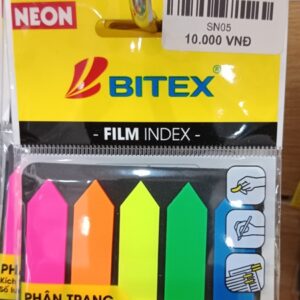 NEON
SN05
10.000 VNĐ
BITEX
- FILM INDEX -
PHÂN TRANG